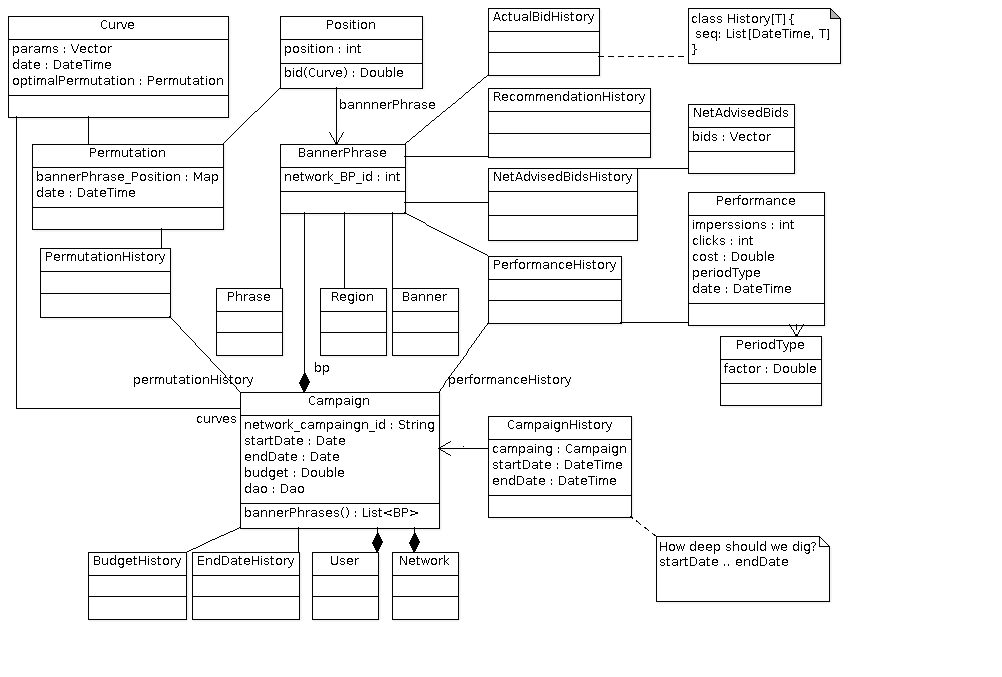 Curve
params : Vector
date : DateTime
optimalPermutation : Permutation
Position
position : int
bid(Curve) : Double
ActualBidHistory
class History[T] {
seq: List[DateTime, T]
}
bannnerPhrase
RecommendationHistory
NetAdvisedBids
bids : Vector
Permutation
bannerPhrase_Position : Map
date : DateTime
BannerPhrase
network_BP_id : int
NetAdvisedBidsHistory
Performance
imperssions : int
clicks : int
cost : Double
periodType
date : DateTime
PermutationHistory
PerformanceHistory
Phrase
Region
Banner
PeriodType
factor : Double
bp
permutationHistory
performanceHistory
curves
Campaign
network_campaingn_id : String
startDate : Date
endDate : Date
budget : Double
dao : Dao
bannerPhrases() : List<BP>
CampaignHistory
campaing : Campaign
startDate : DateTime
endDate : DateTime
How deep should we dig?
startDate .. endDate
BudgetHistory
EndDateHistory
User
Network